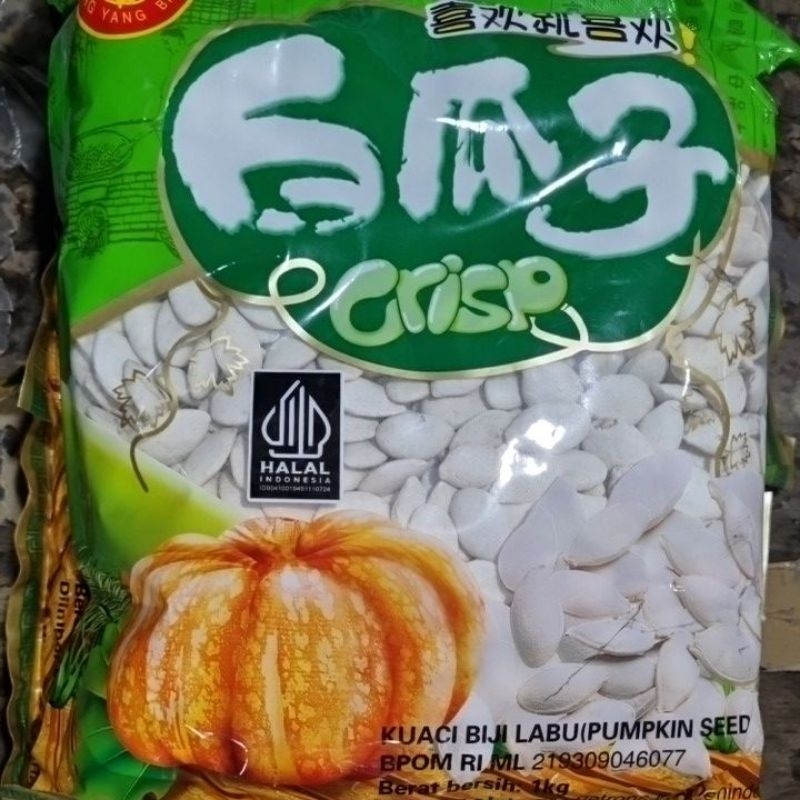 YANG B
喜欢就喜欢!
白瓜子
crisp
HALAL
INDONESIA
KUACI BIJI LABU(PUMPKIN SEED
BPOM RI ML 219309046077
Berat bersih: 1kg